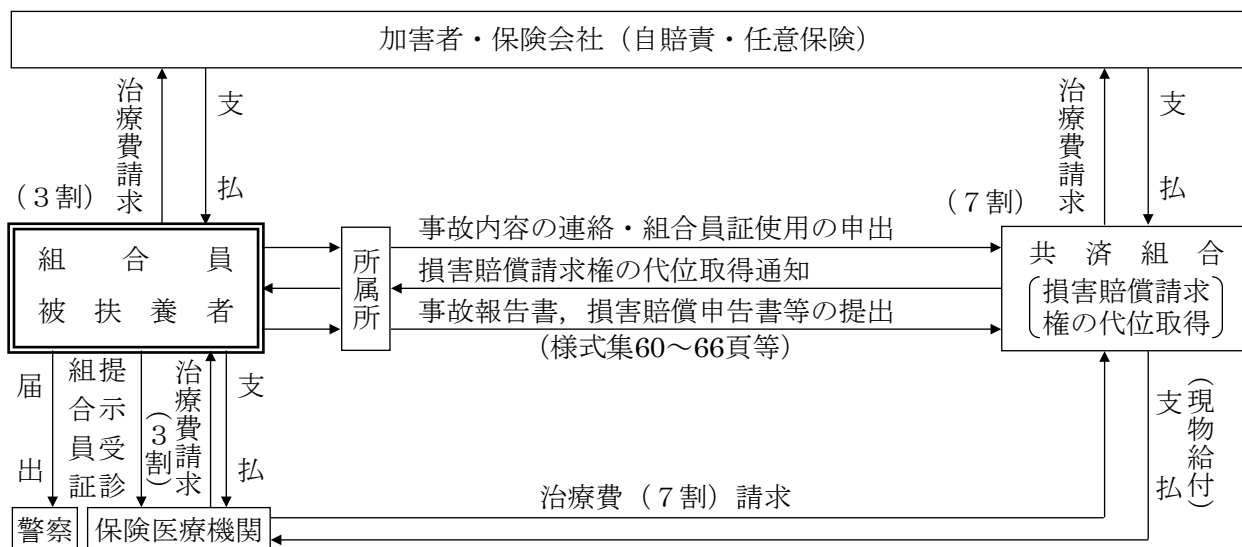 加害者・保険会社（自賠責・任意保険）
治療費請求
支払
治療費請求
支払
（３割）
（７割）
組合員
被扶養者
所属所
事故内容の連絡・組合員証使用の申出
損害賠償請求権の代位取得通知
事故報告書，損害賠償申告書等の提出
（様式集60～66頁等）
共済組合
損害賠償請求
権の代位取得
届出
組合員証
提示受診
（３割）
治療費請求
支払
治療費（７割）請求
支払
（現物給付）
警察
保険医療機関